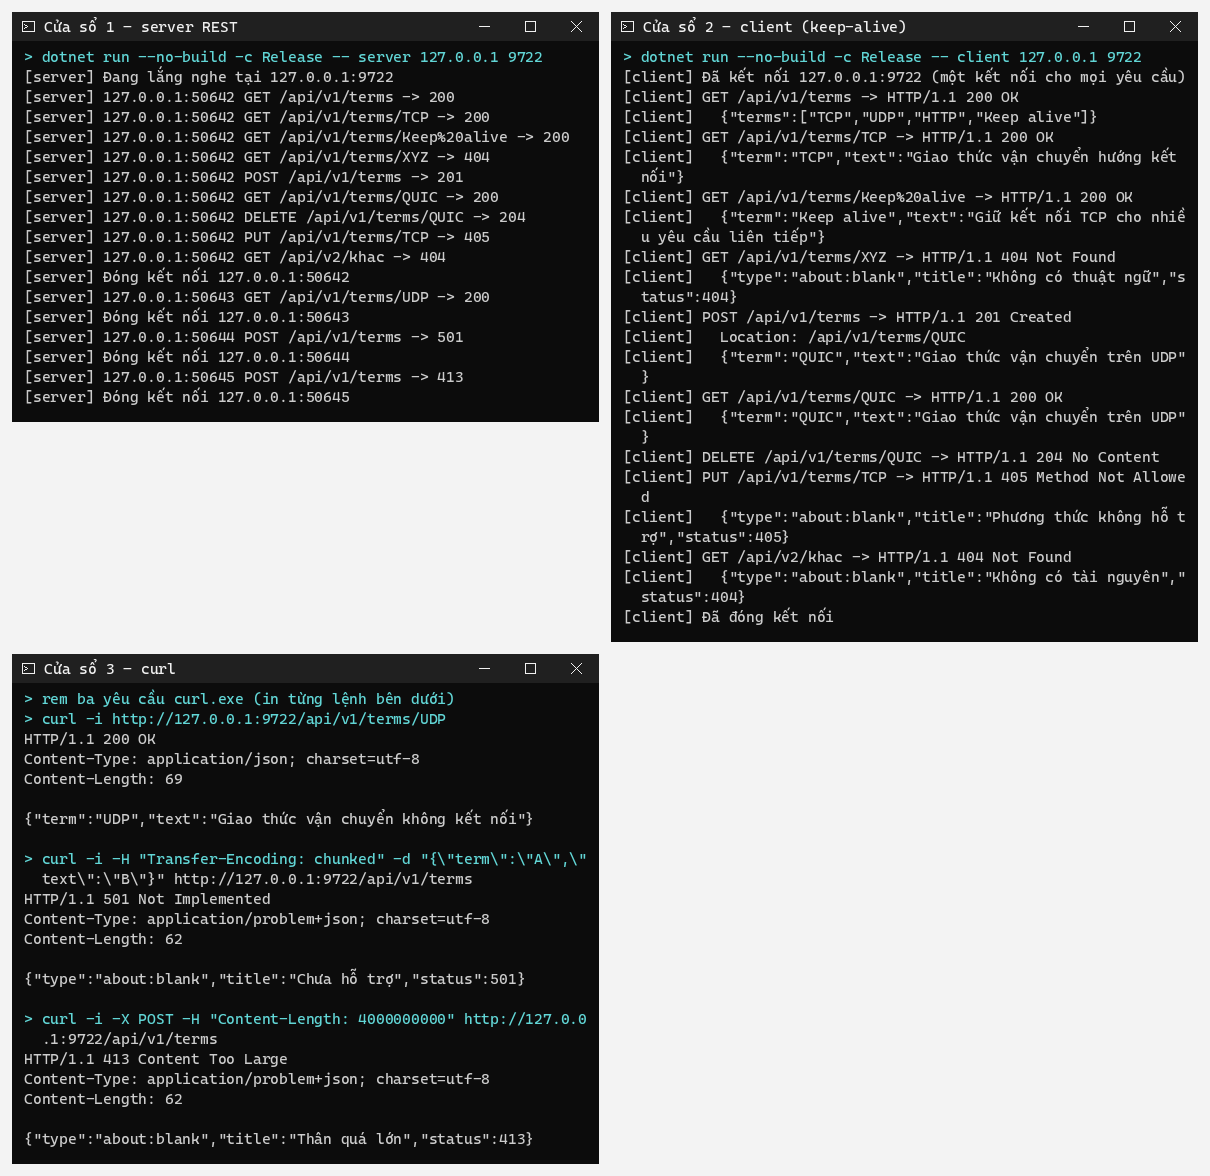 Cửa sổ 1 — server REST
> dotnet run --no-build -c Release -- server 127.0.0.1 9722
[server] Đang lắng nghe tại 127.0.0.1:9722
[server] 127.0.0.1:50642 GET /api/v1/terms -> 200
[server] 127.0.0.1:50642 GET /api/v1/terms/TCP -> 200
[server] 127.0.0.1:50642 GET /api/v1/terms/Keep%20alive -> 200
[server] 127.0.0.1:50642 GET /api/v1/terms/XYZ -> 404
[server] 127.0.0.1:50642 POST /api/v1/terms -> 201
[server] 127.0.0.1:50642 GET /api/v1/terms/QUIC -> 200
[server] 127.0.0.1:50642 DELETE /api/v1/terms/QUIC -> 204
[server] 127.0.0.1:50642 PUT /api/v1/terms/TCP -> 405
[server] 127.0.0.1:50642 GET /api/v2/khac -> 404
[server] Đóng kết nối 127.0.0.1:50642
[server] 127.0.0.1:50643 GET /api/v1/terms/UDP -> 200
[server] Đóng kết nối 127.0.0.1:50643
[server] 127.0.0.1:50644 POST /api/v1/terms -> 501
[server] Đóng kết nối 127.0.0.1:50644
[server] 127.0.0.1:50645 POST /api/v1/terms -> 413
[server] Đóng kết nối 127.0.0.1:50645
Cửa sổ 2 — client (keep-alive)
> dotnet run --no-build -c Release -- client 127.0.0.1 9722
[client] Đã kết nối 127.0.0.1:9722 (một kết nối cho mọi yêu cầu)
[client] GET /api/v1/terms -> HTTP/1.1 200 OK
[client]   {"terms":["TCP","UDP","HTTP","Keep alive"]}
[client] GET /api/v1/terms/TCP -> HTTP/1.1 200 OK
[client]   {"term":"TCP","text":"Giao thức vận chuyển hướng kết
nối"}
[client] GET /api/v1/terms/Keep%20alive -> HTTP/1.1 200 OK
[client]   {"term":"Keep alive","text":"Giữ kết nối TCP cho nhiề
u yêu cầu liên tiếp"}
[client] GET /api/v1/terms/XYZ -> HTTP/1.1 404 Not Found
[client]   {"type":"about:blank","title":"Không có thuật ngữ","s
tatus":404}
[client] POST /api/v1/terms -> HTTP/1.1 201 Created
[client]   Location: /api/v1/terms/QUIC
[client]   {"term":"QUIC","text":"Giao thức vận chuyển trên UDP"
}
[client] GET /api/v1/terms/QUIC -> HTTP/1.1 200 OK
[client]   {"term":"QUIC","text":"Giao thức vận chuyển trên UDP"
}
[client] DELETE /api/v1/terms/QUIC -> HTTP/1.1 204 No Content
[client] PUT /api/v1/terms/TCP -> HTTP/1.1 405 Method Not Allowe
d
[client]   {"type":"about:blank","title":"Phương thức không hỗ t
rợ","status":405}
[client] GET /api/v2/khac -> HTTP/1.1 404 Not Found
[client]   {"type":"about:blank","title":"Không có tài nguyên","
status":404}
[client] Đã đóng kết nối
Cửa sổ 3 — curl
> rem ba yêu cầu curl.exe (in từng lệnh bên dưới)
> curl -i http://127.0.0.1:9722/api/v1/terms/UDP
HTTP/1.1 200 OK
Content-Type: application/json; charset=utf-8
Content-Length: 69
{"term":"UDP","text":"Giao thức vận chuyển không kết nối"}
> curl -i -H "Transfer-Encoding: chunked" -d "{\"term\":\"A\",\"
text\":\"B\"}" http://127.0.0.1:9722/api/v1/terms
HTTP/1.1 501 Not Implemented
Content-Type: application/problem+json; charset=utf-8
Content-Length: 62
{"type":"about:blank","title":"Chưa hỗ trợ","status":501}
> curl -i -X POST -H "Content-Length: 4000000000" http://127.0.0
.1:9722/api/v1/terms
HTTP/1.1 413 Content Too Large
Content-Type: application/problem+json; charset=utf-8
Content-Length: 62
{"type":"about:blank","title":"Thân quá lớn","status":413}